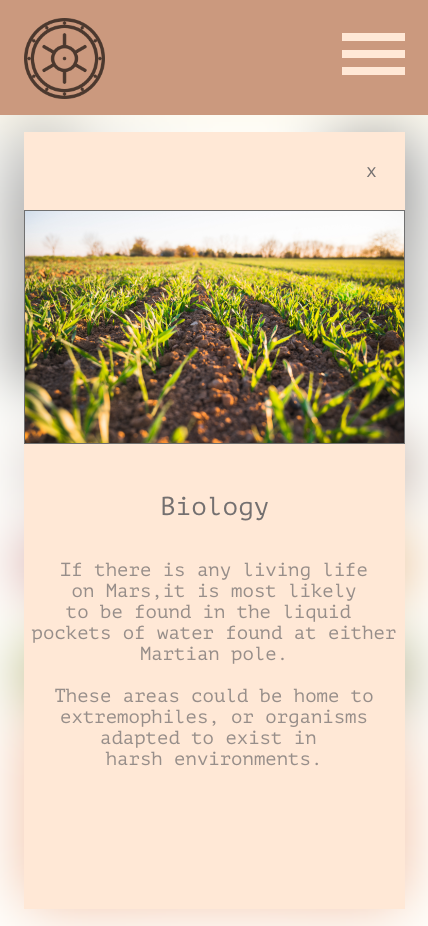 x
Biology
If there is any living life
on Mars,it is most likely
to be found in the liquid
pockets of water found at either
Martian pole.
These areas could be home to
extremophiles, or organisms
adapted to exist in
harsh environments.